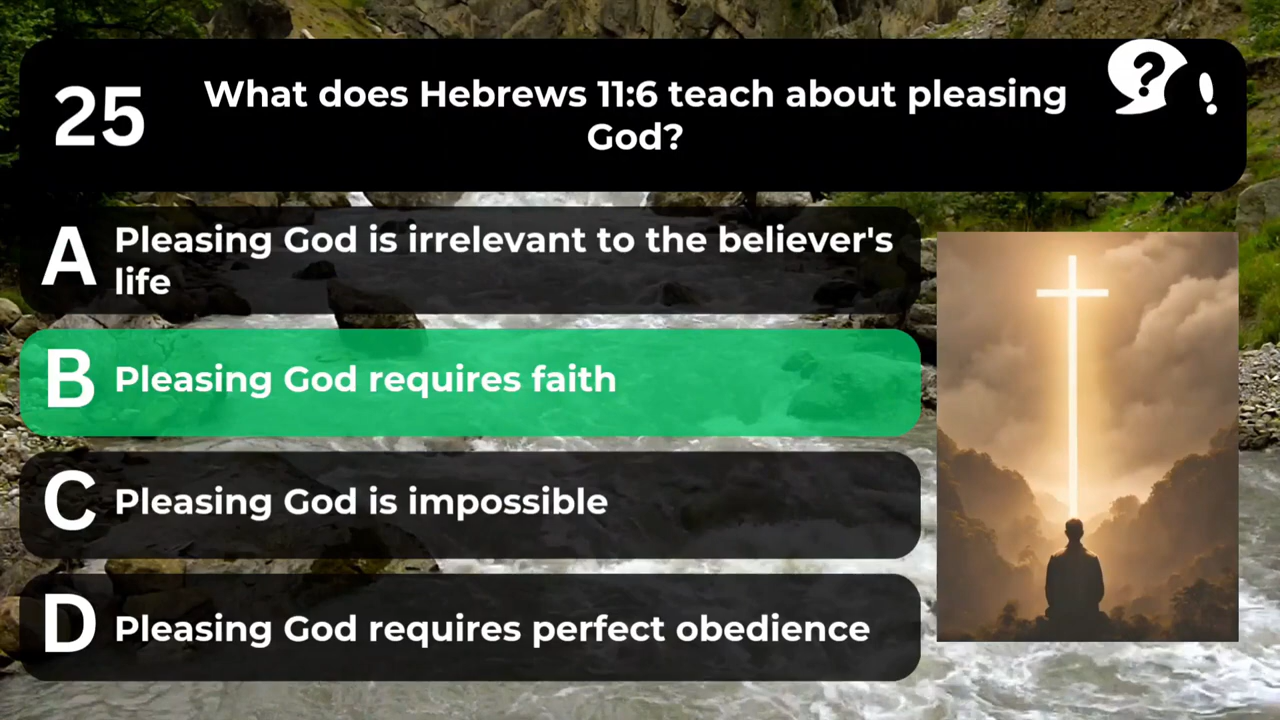 25
What does Hebrews 11:6 teach about pleasing
God?
? !
A
Pleasing God is irrelevant to the believer's
life
B
Pleasing God requires faith
C
Pleasing God is impossible
D
Pleasing God requires perfect obedience